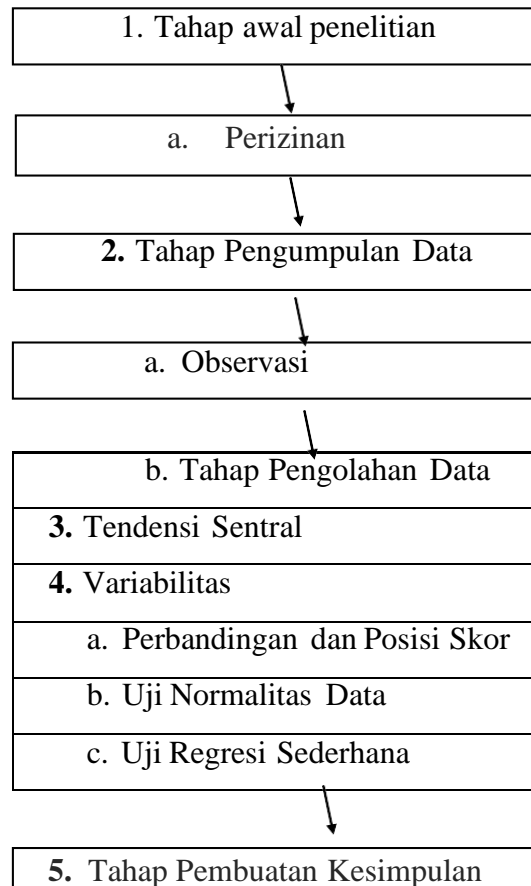 1. Tahap awal penelitian
a. Perizinan
2. Tahap Pengumpulan Data
a. Observasi
b. Tahap Pengolahan Data
3. Tendensi Sentral
4. Variabilitas
a. Perbandingan dan Posisi Skor
b. Uji Normalitas Data
c. Uji Regresi Sederhana
5. Tahap Pembuatan Kesimpulan